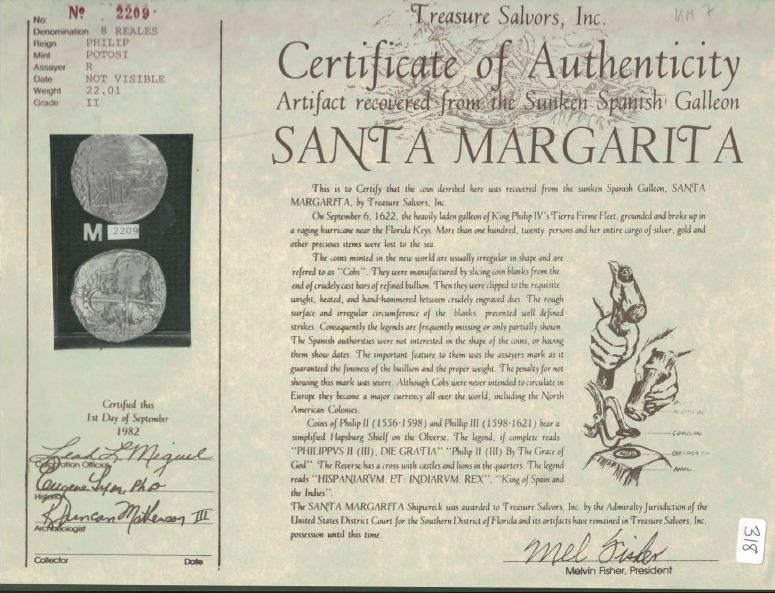 No: Nº 2209
Denomination 8 REALES
Reign PHILIP
Mint POTOSI
Assayer R
Date NOT VISIBLE
Weight 22.01
Grade II
M 2209
Certified this
1st Day of September
1982
Leah L. Miguel
Corporation Official
Eugene Lyon PhD
Historian
R Duncan Mathewson III
Archaeologist
Collector Date
Treasure Salvors, Inc.
Certificate of Authenticity
Artifact recovered from the Sunken Spanish Galleon
SANTA MARGARITA
This is to Certify that the coin desribed here was recovered from the sunken Spanish Galleon, SANTA
MARGARITA, by Treasure Salvors, Inc.
On September 6, 1622, the heavily laden galleon of King Philip IV's Tierra Firme Fleet, grounded and broke up in
a raging hurricane near the Florida Keys. More than one hundred, twenty persons and her entire cargo of silver, gold and
other precious items were lost to the sea.
The coins minted in the new world are usually irregular in shape and are
refered to as "Cobs". They were manufactured by slicing coin blanks from the
end of crudely cast bars of refined bullion. Then they were clipped to the requisite
weight, heated, and hand-hammered between crudely engraved dies. The rough
surface and irregular circumference of the blanks prevented well defined
strikes. Consequently the legends are frequently missing or only partially shown.
The Spanish authorities were not interested in the shape of the coins, or having
them show dates. The important feature to them was the assayers mark as it
guaranteed the fineness of the buillion and the proper weight. The penalty for not
showing this mark was severe. Although Cobs were never intended to circulate in
Europe they became a major currency all over the world, including the North
American Colonies.
Coins of Philip II (1556-1598) and Phillip III (1598-1621) bear a
simplified Hapsburg Shielf on the Obverse. The legend, if complete reads
"PHILIPPVS II (III), DIE GRATIA" "Philip II (III) By The Grace of
God". The Reverse has a cross with castles and lions in the quarters. The legend
reads "HISPANIARVM: ET: INDIARVM: REX", "King of Spain and
the Indies".
The SANTA MARGARITA Shipwreck was awarded to Treasure Salvors, Inc. by the Admiralty Jurisdiction of the
United States District Court for the Southern District of Florida and its artifacts have remained in Treasure Salvors, Inc.
possession until this time.
ANVIL
Mel Fisher
Melvin Fisher, President
318